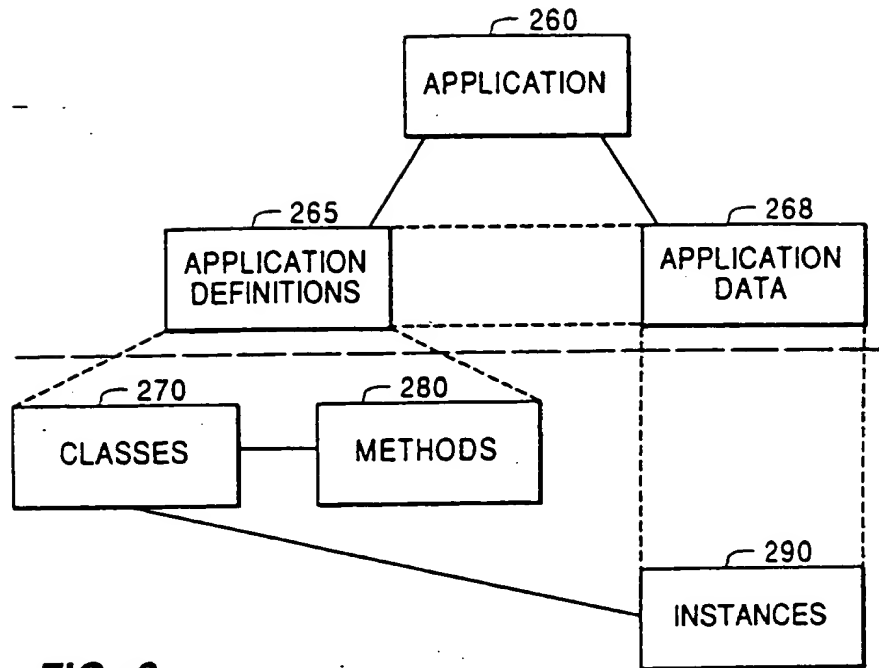 260
APPLICATION
265
APPLICATION
DEFINITIONS
268
APPLICATION
DATA
270
CLASSES
280
METHODS
290
INSTANCES